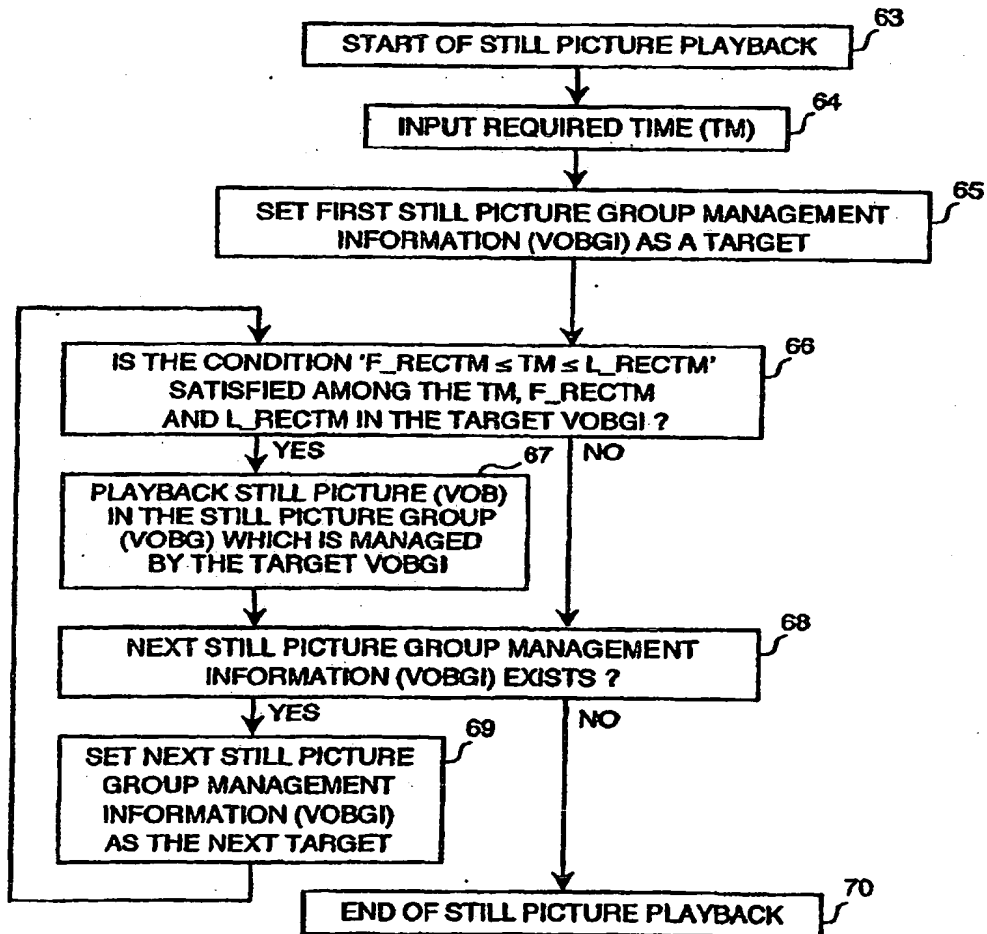 63
START OF STILL PICTURE PLAYBACK
64
INPUT REQUIRED TIME (TM)
65
SET FIRST STILL PICTURE GROUP MANAGEMENT
INFORMATION (VOBGI) AS A TARGET
66
IS THE CONDITION 'F_RECTM ≤ TM ≤ L_RECTM'
SATISFIED AMONG THE TM, F_RECTM
AND L_RECTM IN THE TARGET VOBGI ?
YES
NO
67
PLAYBACK STILL PICTURE (VOB)
IN THE STILL PICTURE GROUP
(VOBG) WHICH IS MANAGED
BY THE TARGET VOBGI
68
NEXT STILL PICTURE GROUP MANAGEMENT
INFORMATION (VOBGI) EXISTS ?
YES
NO
69
SET NEXT STILL PICTURE
GROUP MANAGEMENT
INFORMATION (VOBGI)
AS THE NEXT TARGET
70
END OF STILL PICTURE PLAYBACK